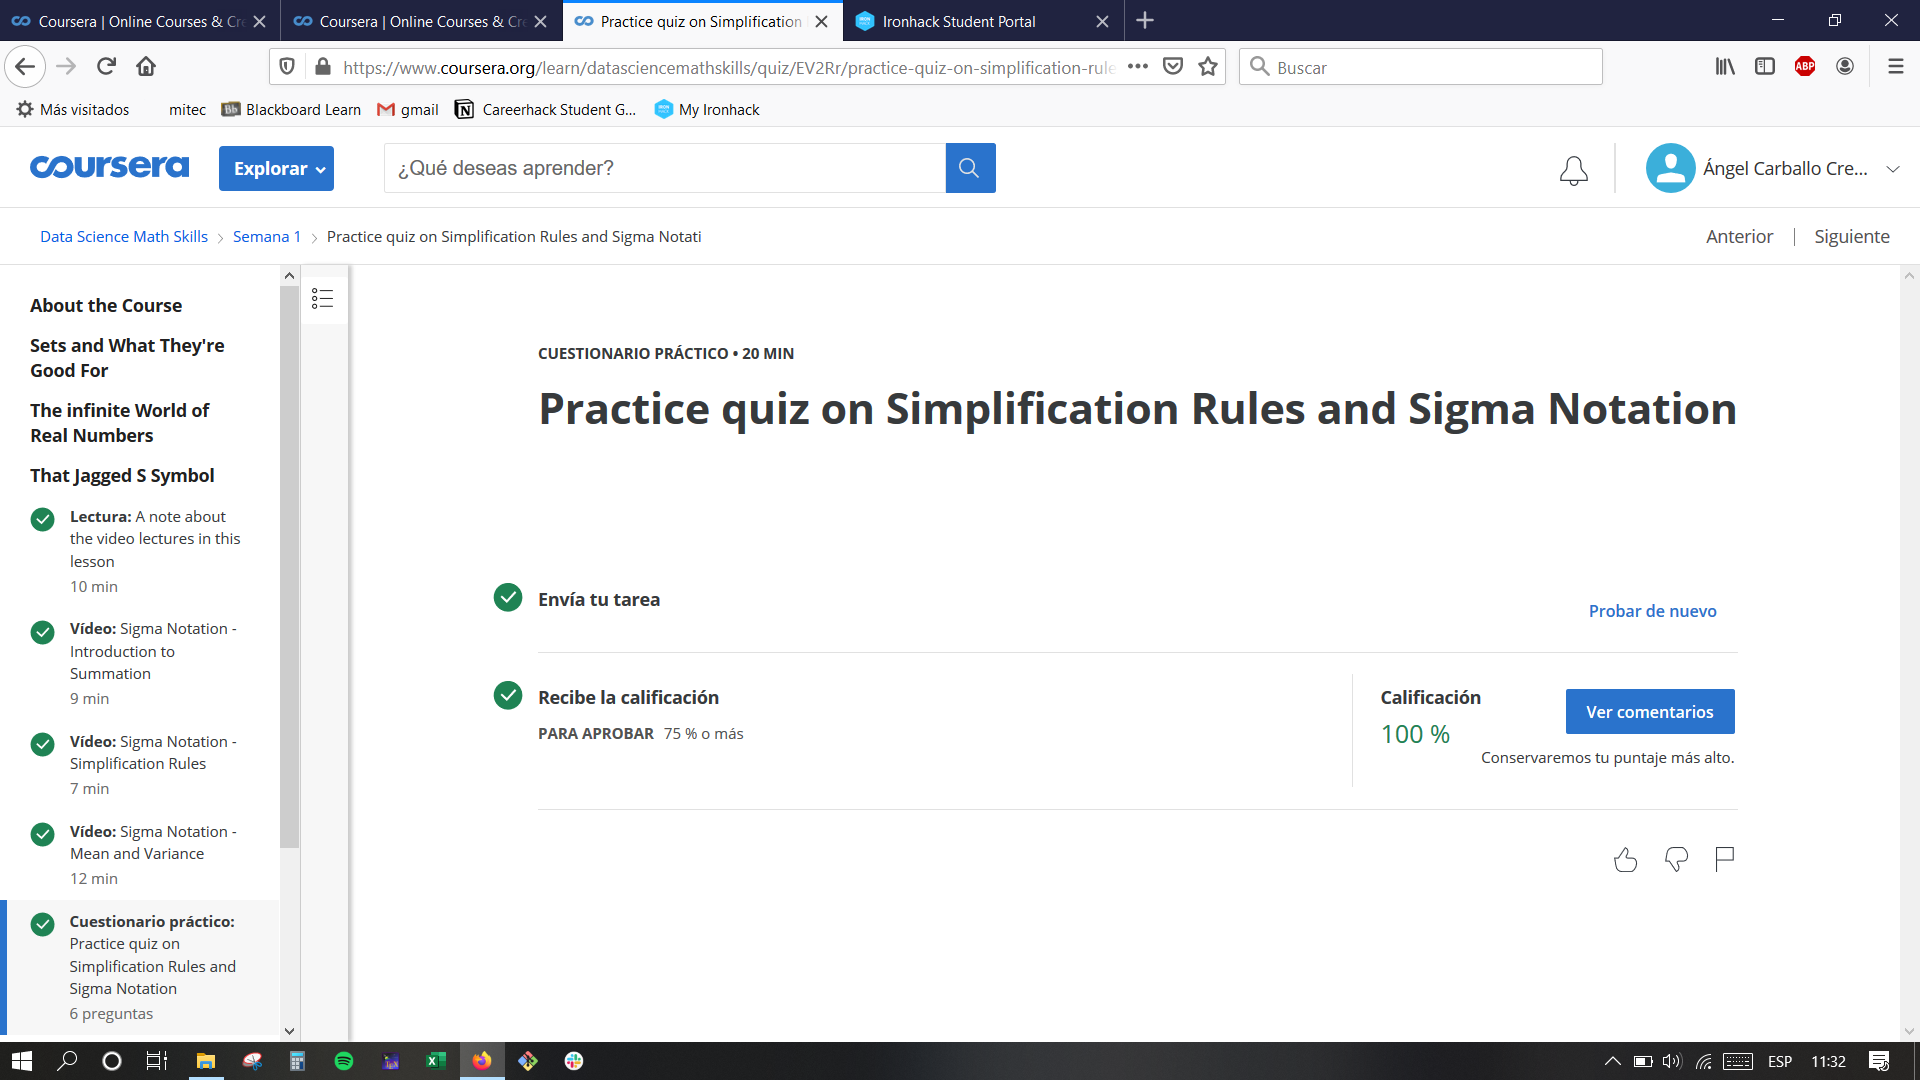 Coursera | Online Courses & Cre
Coursera | Online Courses & Cre
Practice quiz on Simplification
Ironhack Student Portal
https://www.coursera.org/learn/datasciencemathskills/quiz/EV2Rr/practice-quiz-on-simplification-rule
Buscar
ABP
Más visitados
mitec
Bb
Blackboard Learn
gmail
Careerhack Student G...
My Ironhack
coursera
Explorar
¿Qué deseas aprender?
Ángel Carballo Cre...
Data Science Math Skills
Semana 1
Practice quiz on Simplification Rules and Sigma Notati
Anterior
Siguiente
About the Course
Sets and What They're
Good For
The infinite World of
Real Numbers
That Jagged S Symbol
Lectura: A note about
the video lectures in this
lesson
10 min
Vídeo: Sigma Notation -
Introduction to
Summation
9 min
Vídeo: Sigma Notation -
Simplification Rules
7 min
Vídeo: Sigma Notation -
Mean and Variance
12 min
Cuestionario práctico:
Practice quiz on
Simplification Rules and
Sigma Notation
6 preguntas
CUESTIONARIO PRÁCTICO • 20 MIN
Practice quiz on Simplification Rules and Sigma Notation
Envía tu tarea
Probar de nuevo
Recibe la calificación
PARA APROBAR 75 % o más
Calificación
100 %
Ver comentarios
Conservaremos tu puntaje más alto.
ESP
11:32